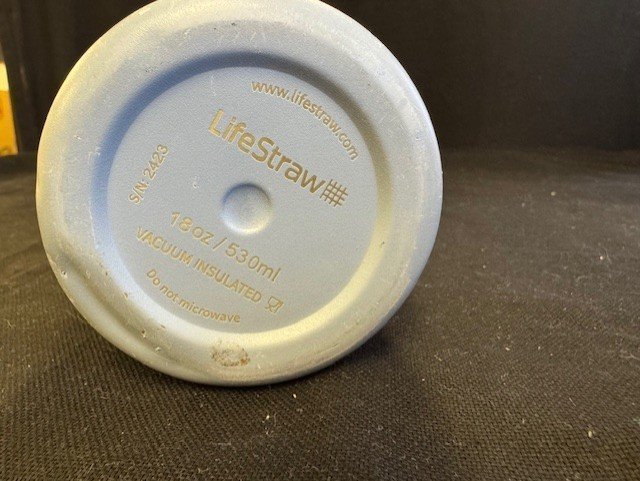 www.lifestraw.com
LifeStraw
S/N: 2423
18oz / 530ml
VACUUM INSULATED
Do not microwave